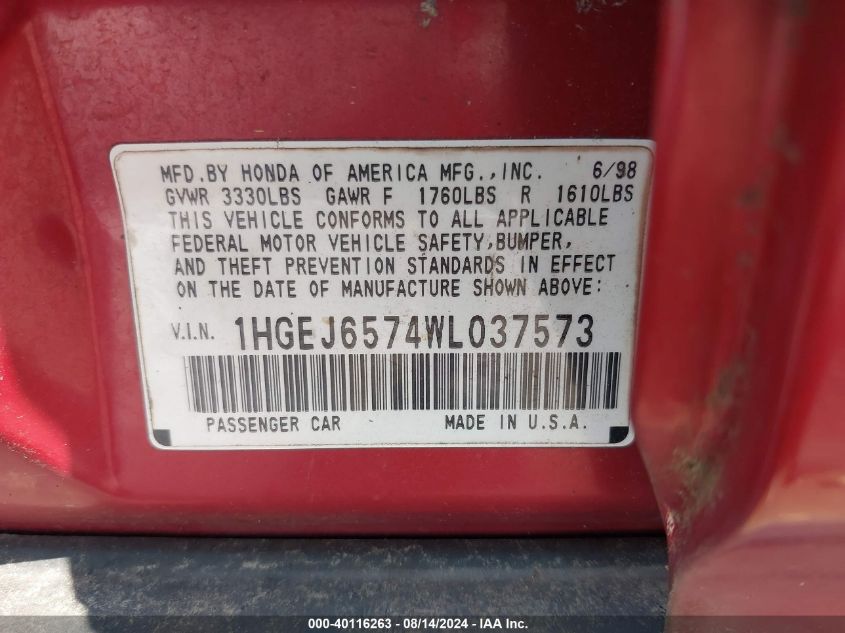 MFD.BY HONDA OF AMERICA MFG.,INC. 6/98
GVWR 3330LBS GAWR F 1760LBS R 1610LBS
THIS VEHICLE CONFORMS TO ALL APPLICABLE
FEDERAL MOTOR VEHICLE SAFETY,BUMPER,
AND THEFT PREVENTION STANDARDS IN EFFECT
ON THE DATE OF MANUFACTURE SHOWN ABOVE:
V.I.N. 1HGEJ6574WL037573
PASSENGER CAR MADE IN U.S.A.
000-40116263 - 08/14/2024 - IAA Inc.